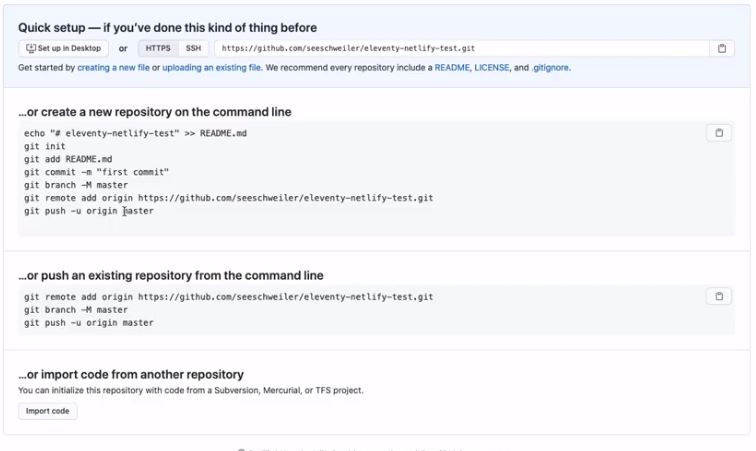 Quick setup — if you've done this kind of thing before
Set up in Desktop or HTTPS SSH https://github.com/seeschweiler/eleventy-netlify-test.git
Get started by creating a new file or uploading an existing file. We recommend every repository include a README, LICENSE, and .gitignore.
…or create a new repository on the command line
echo "# eleventy-netlify-test" >> README.md
git init
git add README.md
git commit -m "first commit"
git branch -M master
git remote add origin https://github.com/seeschweiler/eleventy-netlify-test.git
git push -u origin master
…or push an existing repository from the command line
git remote add origin https://github.com/seeschweiler/eleventy-netlify-test.git
git branch -M master
git push -u origin master
…or import code from another repository
You can initialize this repository with code from a Subversion, Mercurial, or TFS project.
Import code